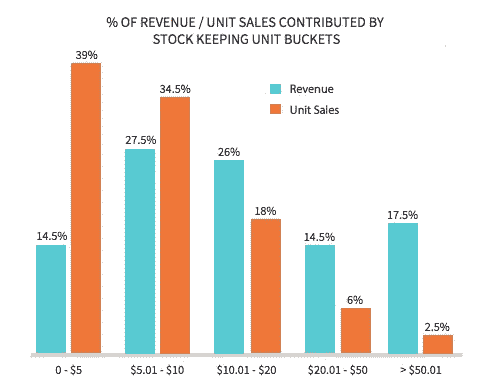 % OF REVENUE / UNIT SALES CONTRIBUTED BY
STOCK KEEPING UNIT BUCKETS
39%
Revenue
34.5%
Unit Sales
27.5%
26%
14.5%
18%
14.5%
17.5%
6%
2.5%
0 - $5
$5.01 - $10
$10.01 - $20
$20.01 - $50
> $50.01